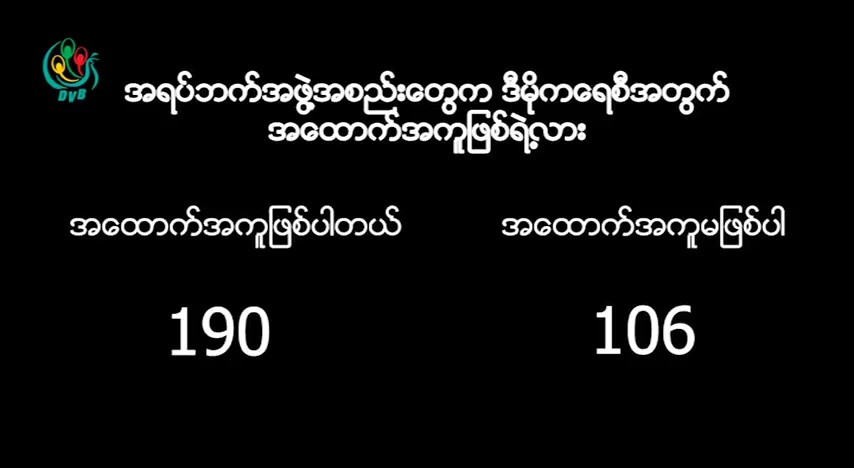 DVB
အရပ်ဘက်အဖွဲ့အစည်းတွေက ဒီမိုကရေစီအတွက်
အထောက်အကူဖြစ်ရဲ့လား
အထောက်အကူဖြစ်ပါတယ်
အထောက်အကူမဖြစ်ပါ
190
106